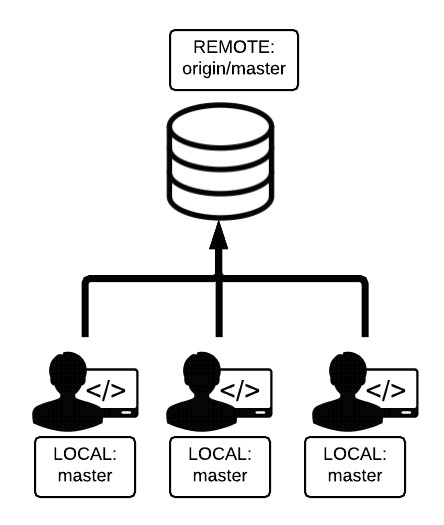 REMOTE:
origin/master
</>
</>
</>
LOCAL:
master
LOCAL:
master
LOCAL:
master